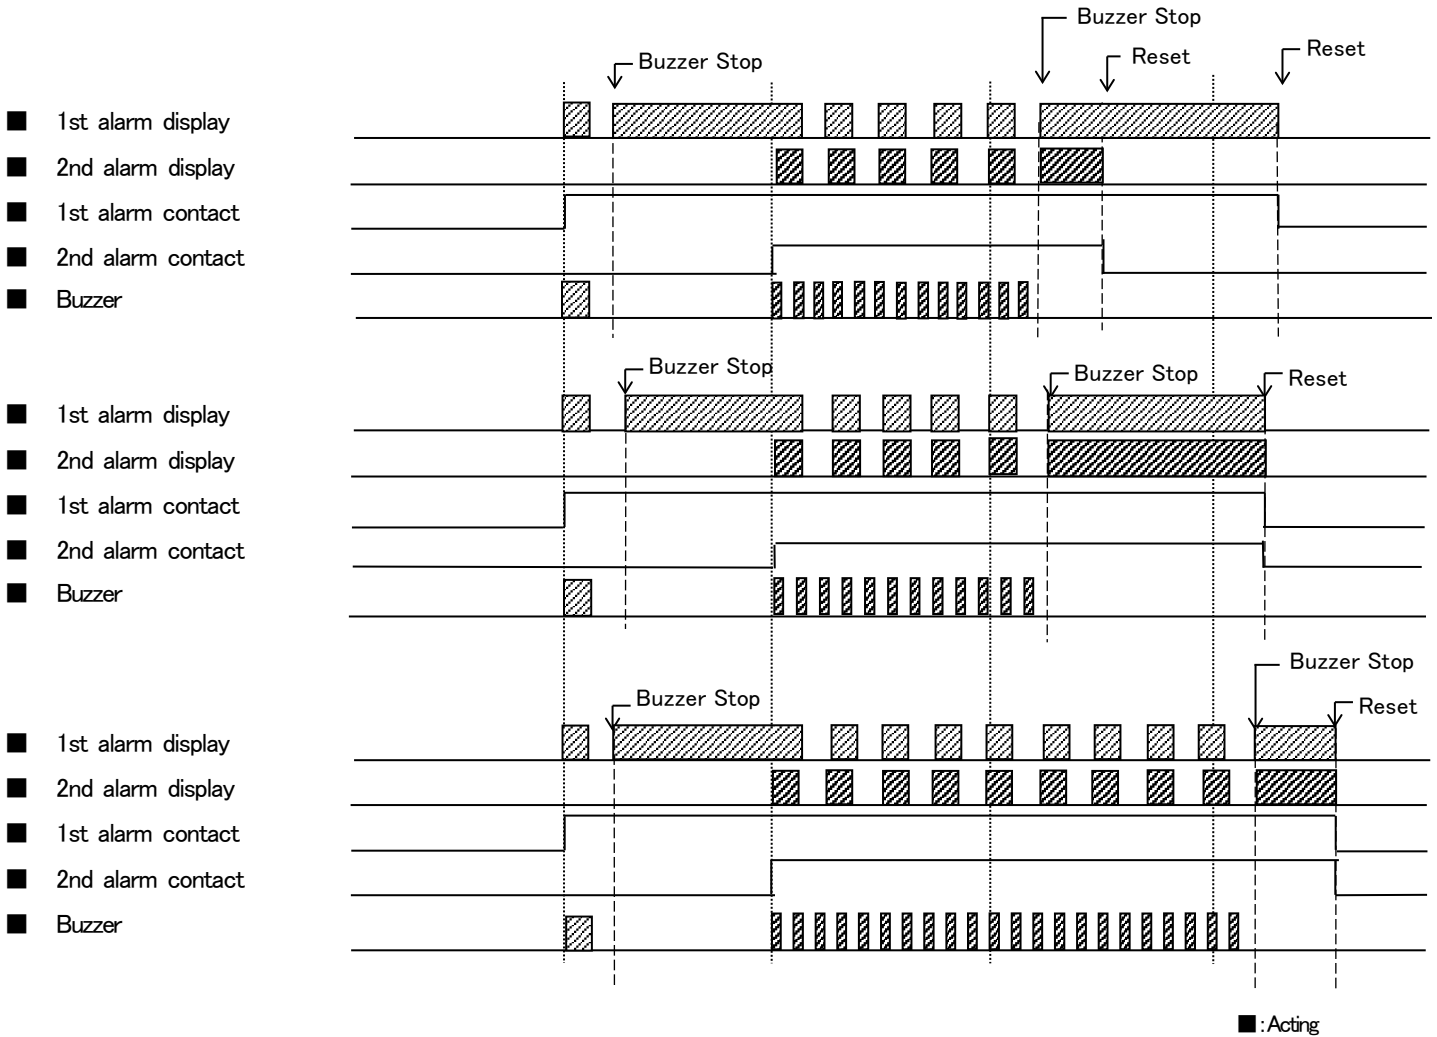 Buzzer Stop
Buzzer Stop
Reset
Reset
■ 1st alarm display
■ 2nd alarm display
■ 1st alarm contact
■ 2nd alarm contact
■ Buzzer
Buzzer Stop
Buzzer Stop
Reset
■ 1st alarm display
■ 2nd alarm display
■ 1st alarm contact
■ 2nd alarm contact
■ Buzzer
Buzzer Stop
Buzzer Stop
Reset
■ 1st alarm display
■ 2nd alarm display
■ 1st alarm contact
■ 2nd alarm contact
■ Buzzer
■:Acting